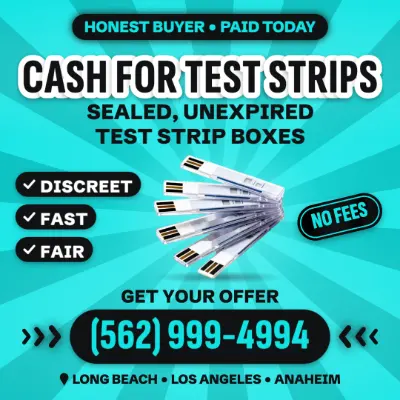 HONEST BUYER • PAID TODAY
CASH FOR TEST STRIPS
SEALED, UNEXPIRED
TEST STRIP BOXES
✓ DISCREET
✓ FAST
✓ FAIR
NO FEES
GET YOUR OFFER
(562) 999-4994
LONG BEACH • LOS ANGELES • ANAHEIM